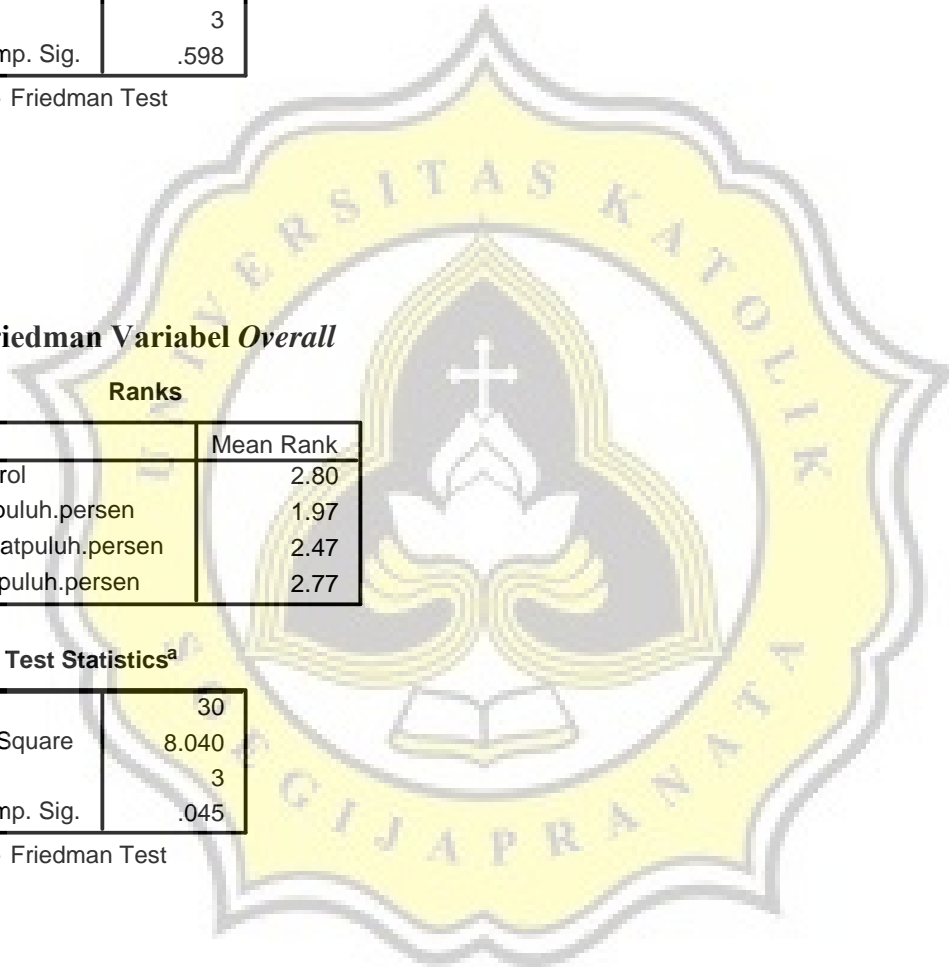 3
mp. Sig. .598
Friedman Test
riedman Variabel Overall
Ranks
Mean Rank
rol 2.80
puluh.persen 1.97
atpuluh.persen 2.47
puluh.persen 2.77
Test Statisticsa
30
Square 8.040
3
mp. Sig. .045
Friedman Test
UNIVERSITAS KATOLIK
SOEGIJAPRANATA